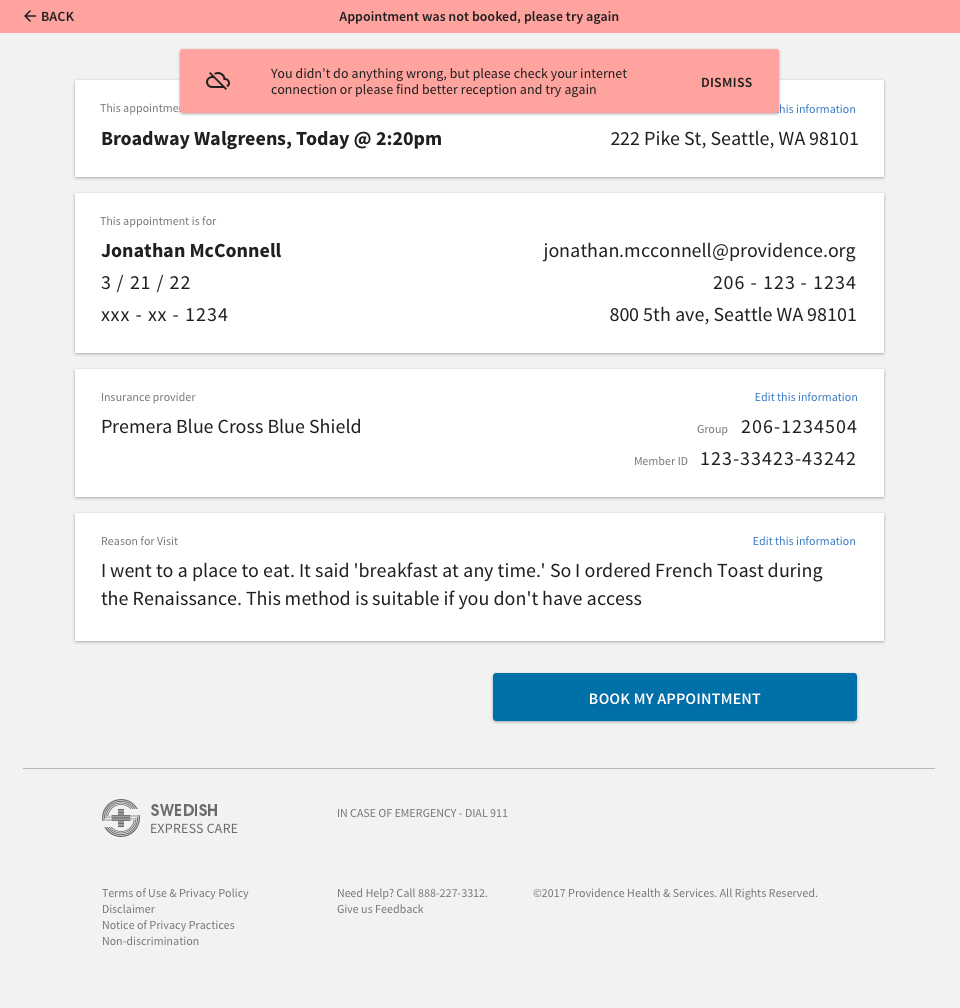 BACK
Appointment was not booked, please try again
You didn’t do anything wrong, but please check your internet
connection or please find better reception and try again
DISMISS
This
this information
Broadway Walgreens, Today @ 2:20pm
222 Pike St, Seattle, WA 98101
This appointment is for
Jonathan McConnell
jonathan.mcconnell@providence.org
3 / 21 / 22
206 - 123 - 1234
xxx - xx - 1234
800 5th ave, Seattle WA 98101
Insurance provider
Edit this information
Premera Blue Cross Blue Shield
Group 206-1234504
Member ID 123-33423-43242
Reason for Visit
Edit this information
I went to a place to eat. It said 'breakfast at any time.' So I ordered French Toast during
the Renaissance. This method is suitable if you don't have access
BOOK MY APPOINTMENT
SWEDISH
EXPRESS CARE
IN CASE OF EMERGENCY - DIAL 911
Terms of Use & Privacy Policy
Disclaimer
Notice of Privacy Practices
Non-discrimination
Need Help? Call 888-227-3312.
Give us Feedback
©2017 Providence Health & Services. All Rights Reserved.